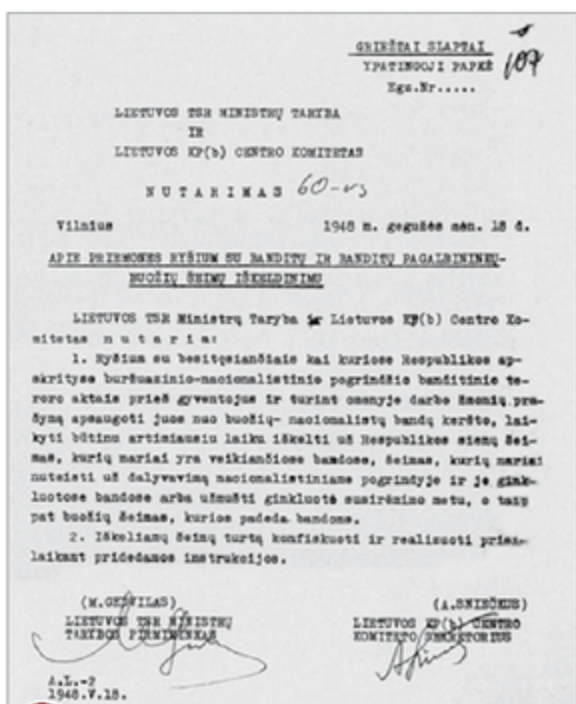 GRIEŽTAI SLAPTAI
YPATINGOJI PAPKĖ
107
Egz.Nr.....
LIETUVOS TSR MINISTRŲ TARYBA
IR
LIETUVOS KP(b) CENTRO KOMITETAS
NUTARIMAS 60-vs
Vilnius 1948 m. gegužės mėn. 18 d.
APIE PRIEMONES RYŠIUM SU BANDITŲ IR BANDITŲ PAGALBININKŲ-
BUOŽIŲ ŠEIMŲ IŠKELDINIMU
LIETUVOS TSR Ministrų Taryba ir Lietuvos KP(b) Centro Ko-
mitetas n u t a r i a:
1. Ryšium su besitęsiančiais kai kuriose Respublikos ap-
skrityse buržuazinio-nacionalistinio pogrindžio banditinio te-
roro aktais prieš gyventojus ir turint omenyje darbo žmonių pra-
šymą apsaugoti juos nuo buožių- nacionalistų bandų keršto, lai-
kyti būtinu artimiausiu laiku iškelti už Respublikos sienų šei-
mas, kurių nariai yra veikiančiose bandose, šeimas, kurių nariai
nuteisti už dalyvavimą nacionalistiniame pogrindyje ir jo gink-
luotose bandose arba užmušti ginkluoto susirėmimo metu, o taip
pat buožių šeimas, kurios padeda bandoms.
2. Iškeliamų šeimų turtą konfiskuoti ir realizuoti prisi-
laikant pridedamos instrukcijos.
(M.GEDVILAS) (A.SNIEČKUS)
LIETUVOS TSR MINISTRŲ LIETUVOS KP(b) CENTRO
TARYBOS PIRMININKAS KOMITETO SEKRETORIUS
A.L.-2
1948.V.18.